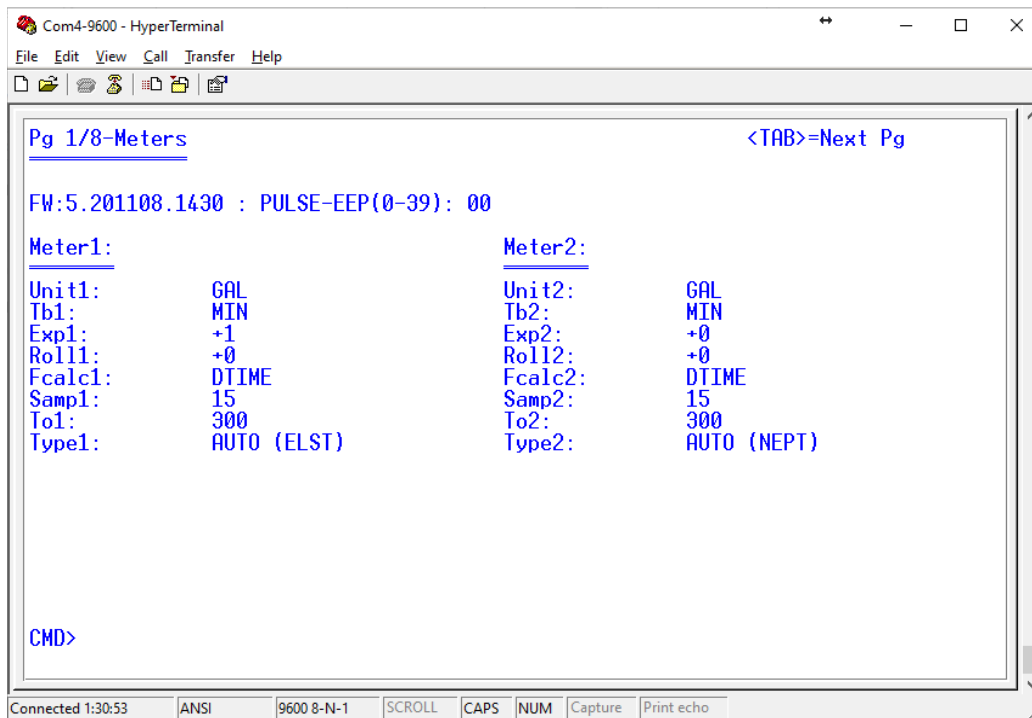 Com4-9600 - HyperTerminal
File Edit View Call Transfer Help
Pg 1/8-Meters <TAB>=Next Pg
FW:5.201108.1430 : PULSE-EEP(0-39): 00
Meter1: Meter2:
Unit1: GAL Unit2: GAL
Tb1: MIN Tb2: MIN
Exp1: +1 Exp2: +0
Roll1: +0 Roll2: +0
Fcalc1: DTIME Fcalc2: DTIME
Samp1: 15 Samp2: 15
To1: 300 To2: 300
Type1: AUTO (ELST) Type2: AUTO (NEPT)
CMD>
Connected 1:30:53 ANSI 9600 8-N-1 SCROLL CAPS NUM Capture Print echo